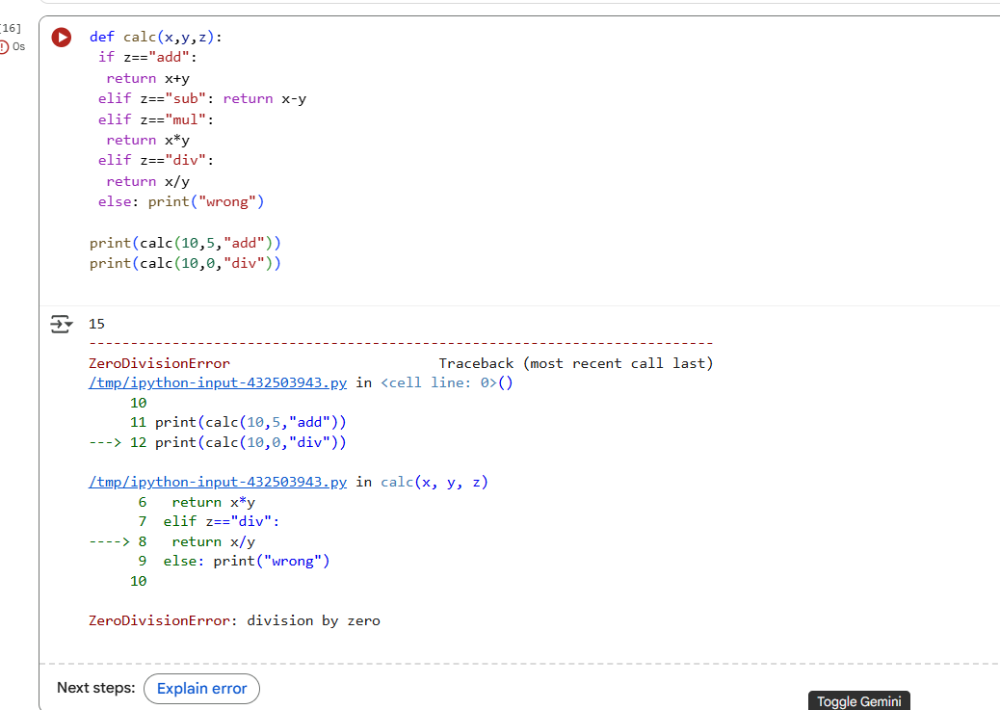 [16]
0s
def calc(x,y,z):
 if z=="add":
  return x+y
 elif z=="sub": return x-y
 elif z=="mul":
  return x*y
 elif z=="div":
  return x/y
 else: print("wrong")
print(calc(10,5,"add"))
print(calc(10,0,"div"))
15
---------------------------------------------------------------------------
ZeroDivisionError                         Traceback (most recent call last)
/tmp/ipython-input-432503943.py in <cell line: 0>()
     10
     11 print(calc(10,5,"add"))
---> 12 print(calc(10,0,"div"))
/tmp/ipython-input-432503943.py in calc(x, y, z)
      6   return x*y
      7  elif z=="div":
----> 8   return x/y
      9  else: print("wrong")
     10
ZeroDivisionError: division by zero
Next steps: Explain error
Toggle Gemini